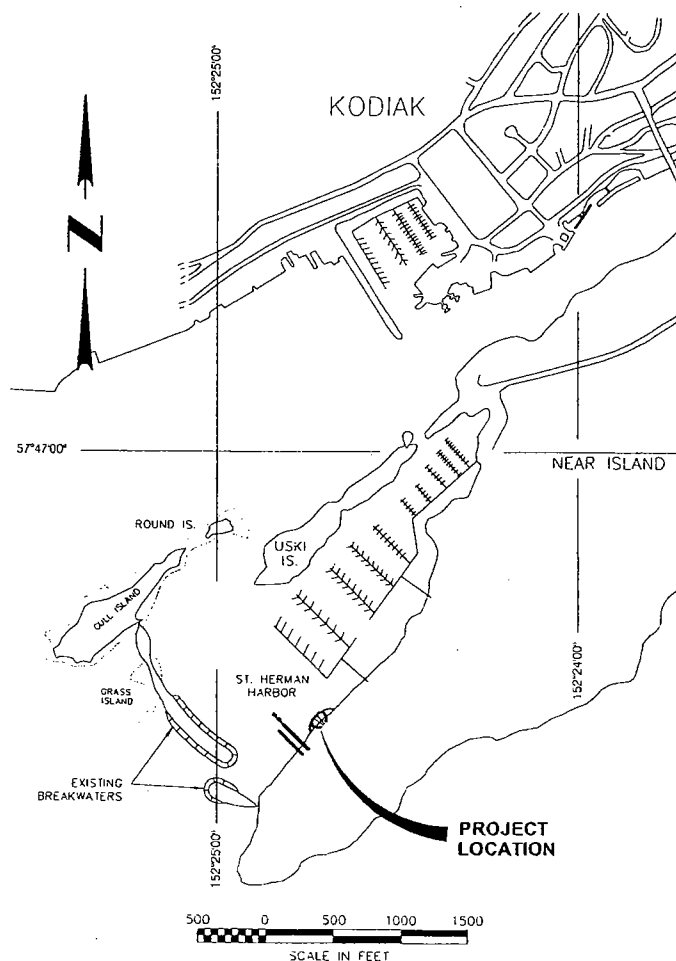 152°25'00"
KODIAK
N
57°47'00"
NEAR ISLAND
ROUND IS.
USKI
IS.
GULL ISLAND
152°24'00"
GRASS
ISLAND
ST. HERMAN
HARBOR
EXISTING
BREAKWATERS
152°25'00"
PROJECT
LOCATION
500 0 500 1000 1500
SCALE IN FEET